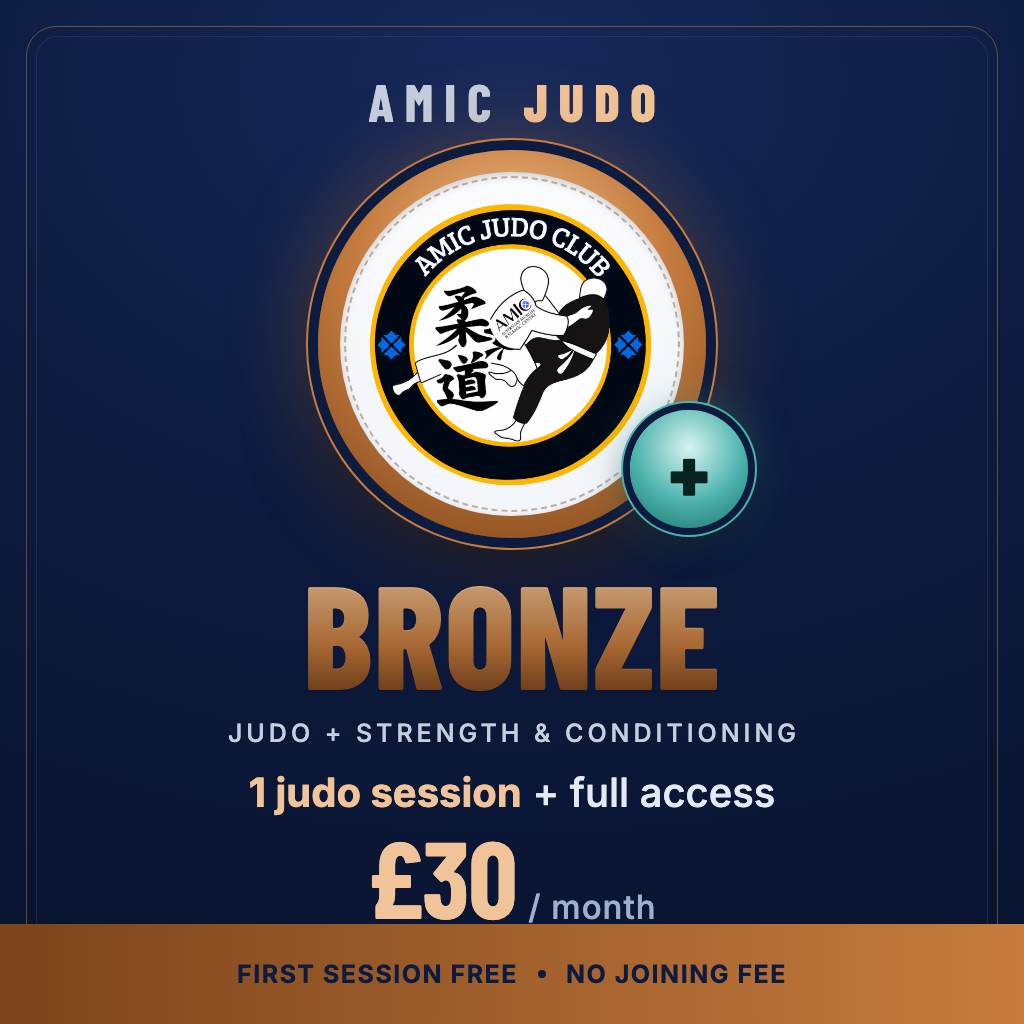 AMIC JUDO
AMIC JUDO CLUB
柔道
AMIC
BRONZE
JUDO + STRENGTH & CONDITIONING
1 judo session + full access
£30 / month
FIRST SESSION FREE • NO JOINING FEE